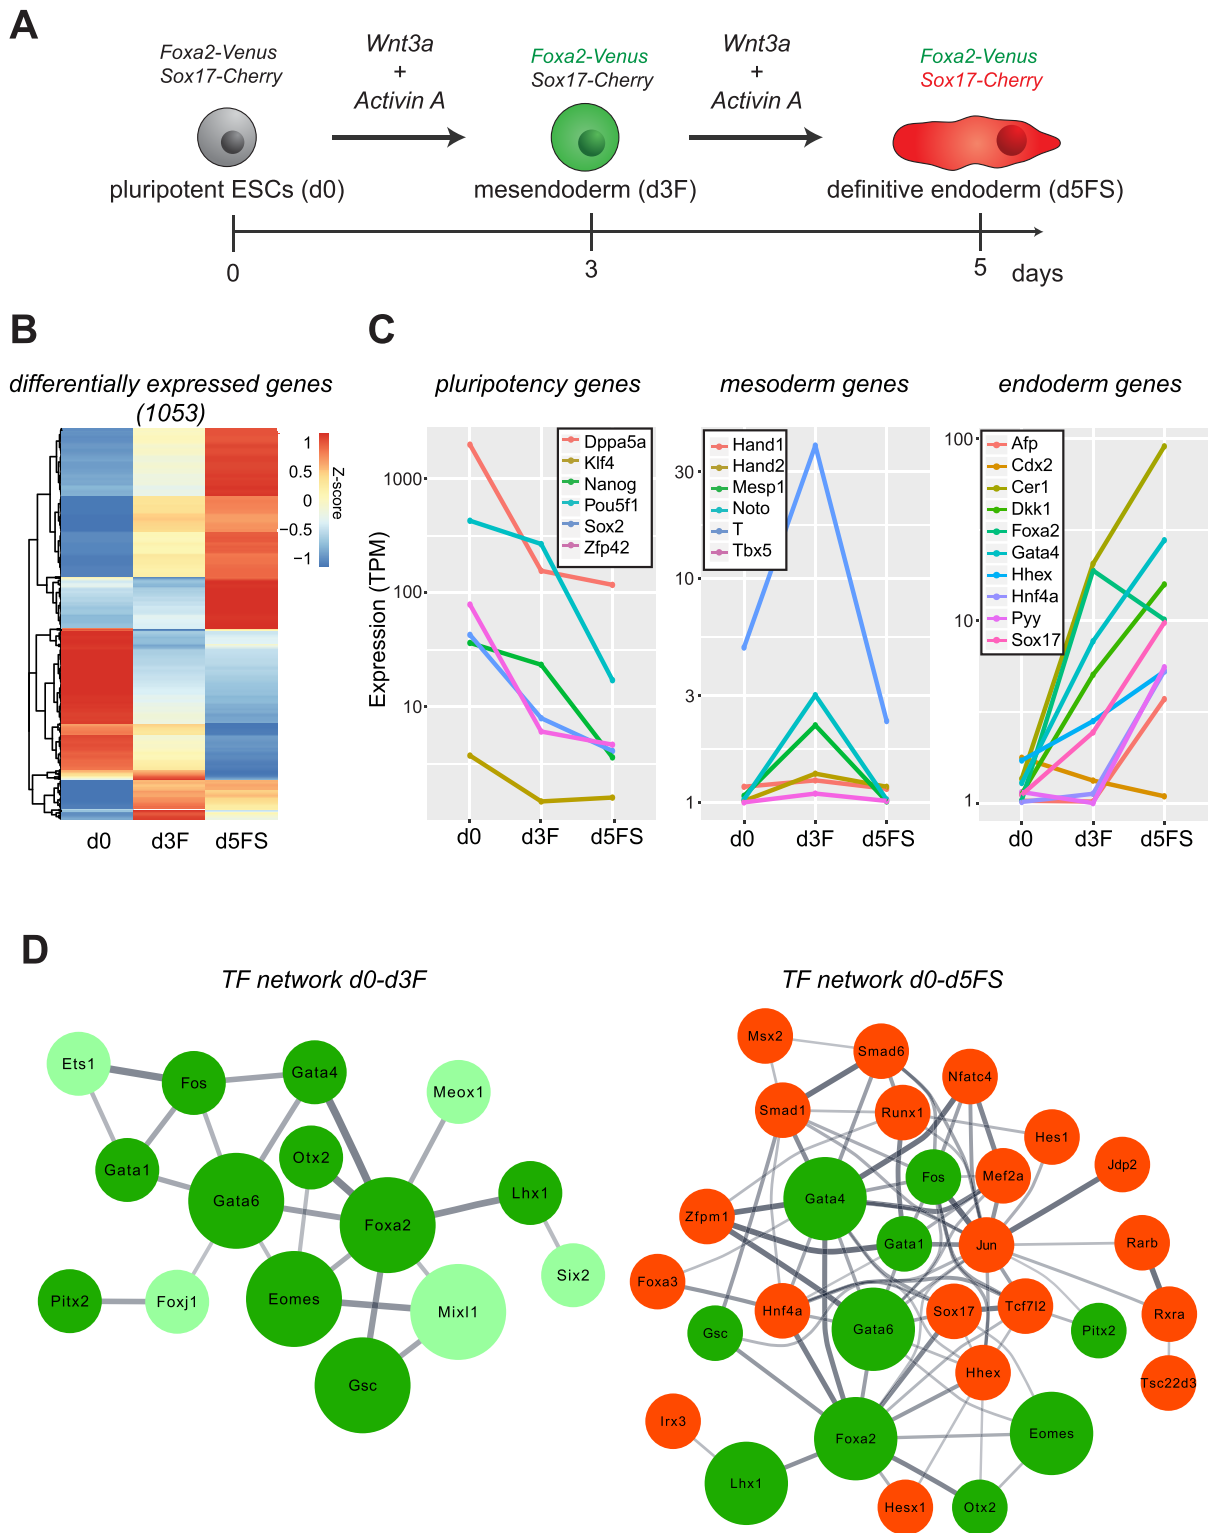 A
Foxa2-Venus
Sox17-Cherry
Wnt3a
+
Activin A
Foxa2-Venus
Sox17-Cherry
Wnt3a
+
Activin A
Foxa2-Venus
Sox17-Cherry
pluripotent ESCs (d0)
mesendoderm (d3F)
definitive endoderm (d5FS)
0
3
5
days
B
differentially expressed genes
(1053)
1
0.5
0
−0.5
−1
Z-score
d0
d3F
d5FS
C
pluripotency genes
Expression (TPM)
1000
100
10
Dppa5a
Klf4
Nanog
Pou5f1
Sox2
Zfp42
d0
d3F
d5FS
mesoderm genes
30
10
3
1
Hand1
Hand2
Mesp1
Noto
T
Tbx5
d0
d3F
d5FS
endoderm genes
100
10
1
Afp
Cdx2
Cer1
Dkk1
Foxa2
Gata4
Hhex
Hnf4a
Pyy
Sox17
d0
d3F
d5FS
D
TF network d0-d3F
Ets1
Fos
Gata4
Meox1
Gata1
Otx2
Gata6
Foxa2
Lhx1
Six2
Pitx2
Foxj1
Eomes
Mixl1
Gsc
TF network d0-d5FS
Msx2
Smad6
Nfatc4
Smad1
Runx1
Hes1
Jdp2
Fos
Mef2a
Gata4
Zfpm1
Gata1
Jun
Rarb
Foxa3
Hnf4a
Sox17
Tcf7l2
Rxra
Gsc
Gata6
Pitx2
Hhex
Tsc22d3
Irx3
Foxa2
Eomes
Lhx1
Hesx1
Otx2